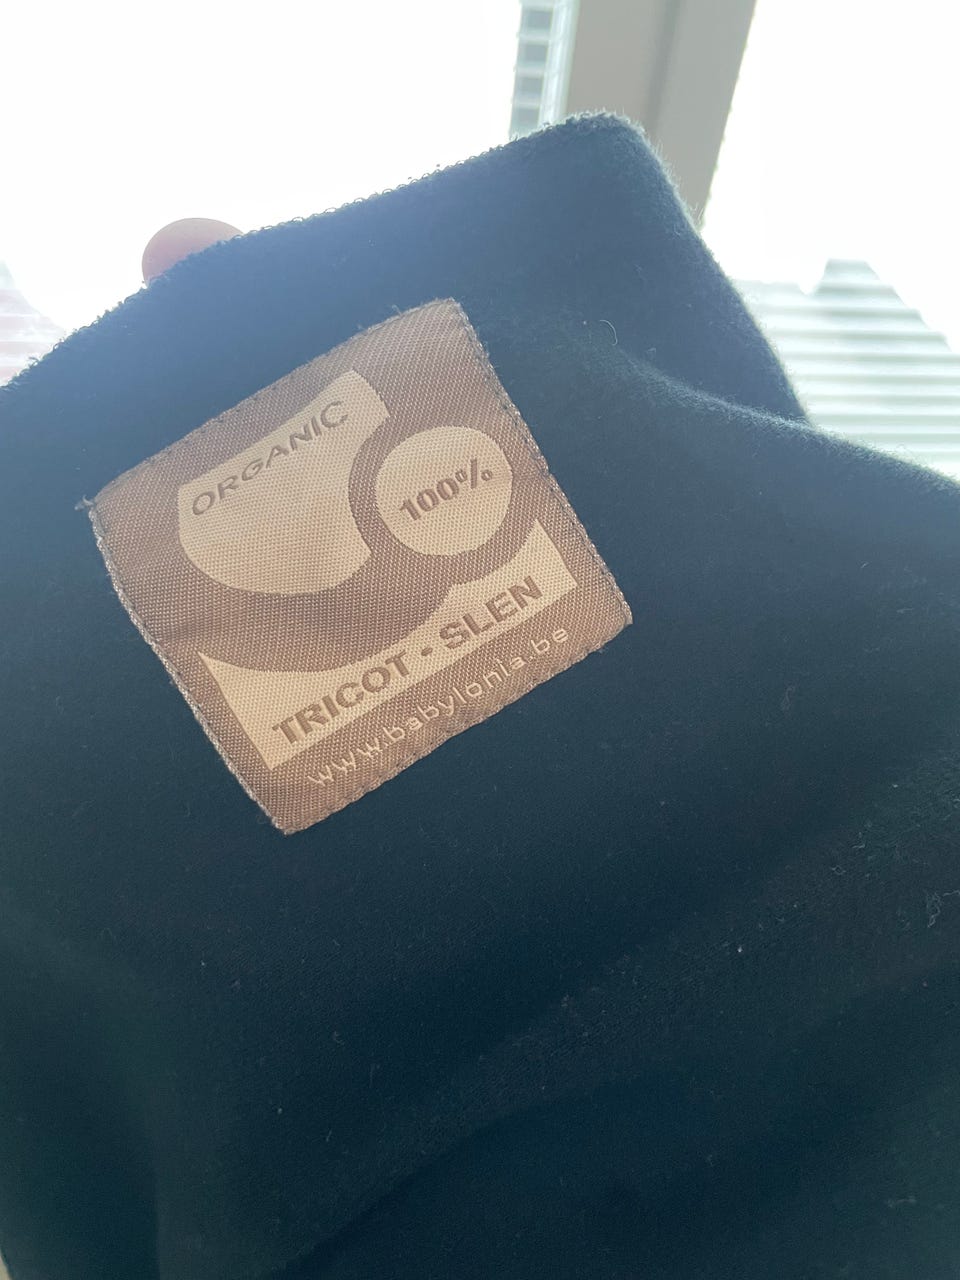 ORGANIC
100%
TRICOT • SLEN
www.babylonia.be